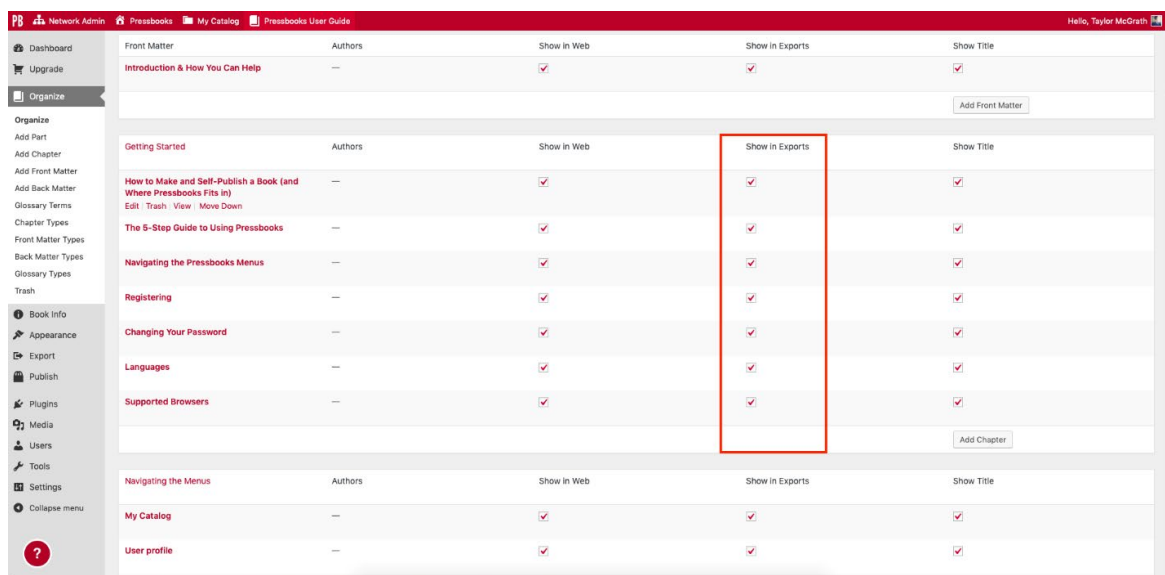 PB Network Admin Pressbooks My Catalog Pressbooks User Guide Hello, Taylor McGrath
Dashboard
Upgrade
Organize
Organize
Add Part
Add Chapter
Add Front Matter
Add Back Matter
Glossary Terms
Chapter Types
Front Matter Types
Back Matter Types
Glossary Types
Trash
Book Info
Appearance
Export
Publish
Plugins
Media
Users
Tools
Settings
Collapse menu
?
Front Matter Authors Show in Web Show in Exports Show Title
Introduction & How You Can Help —
Add Front Matter
Getting Started Authors Show in Web Show in Exports Show Title
How to Make and Self-Publish a Book (and —
Where Pressbooks Fits in)
Edit | Trash | View | Move Down
The 5-Step Guide to Using Pressbooks —
Navigating the Pressbooks Menus —
Registering —
Changing Your Password —
Languages —
Supported Browsers —
Add Chapter
Navigating the Menus Authors Show in Web Show in Exports Show Title
My Catalog —
User profile —